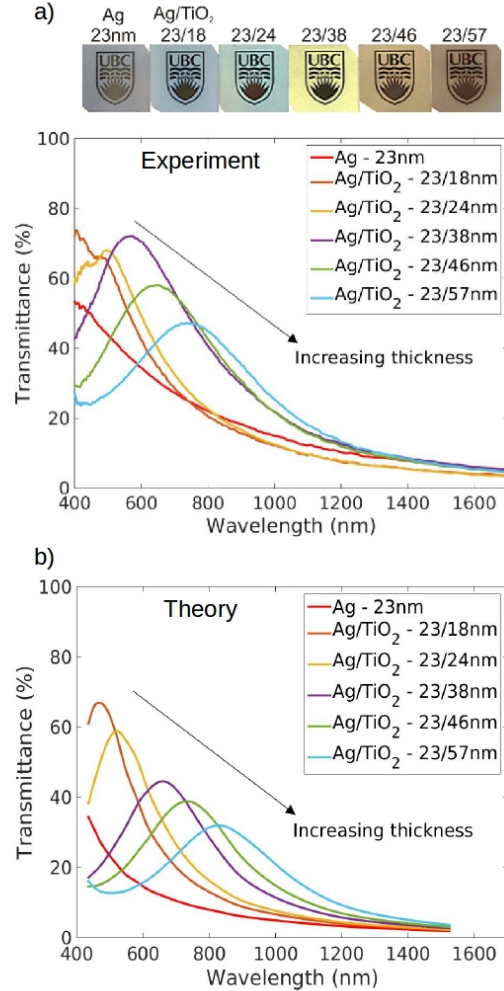 a)
Ag Ag/TiO₂
23nm 23/18 23/24 23/38 23/46 23/57
UBC UBC UBC UBC UBC UBC
Experiment
Ag - 23nm
Ag/TiO₂ - 23/18nm
Ag/TiO₂ - 23/24nm
Ag/TiO₂ - 23/38nm
Ag/TiO₂ - 23/46nm
Ag/TiO₂ - 23/57nm
Increasing thickness
Transmittance (%)
100
80
60
40
20
0
400 600 800 1000 1200 1400 1600
Wavelength (nm)
b)
Theory
Ag - 23nm
Ag/TiO₂ - 23/18nm
Ag/TiO₂ - 23/24nm
Ag/TiO₂ - 23/38nm
Ag/TiO₂ - 23/46nm
Ag/TiO₂ - 23/57nm
Increasing thickness
Transmittance (%)
100
80
60
40
20
0
400 600 800 1000 1200 1400 1600
Wavelength (nm)